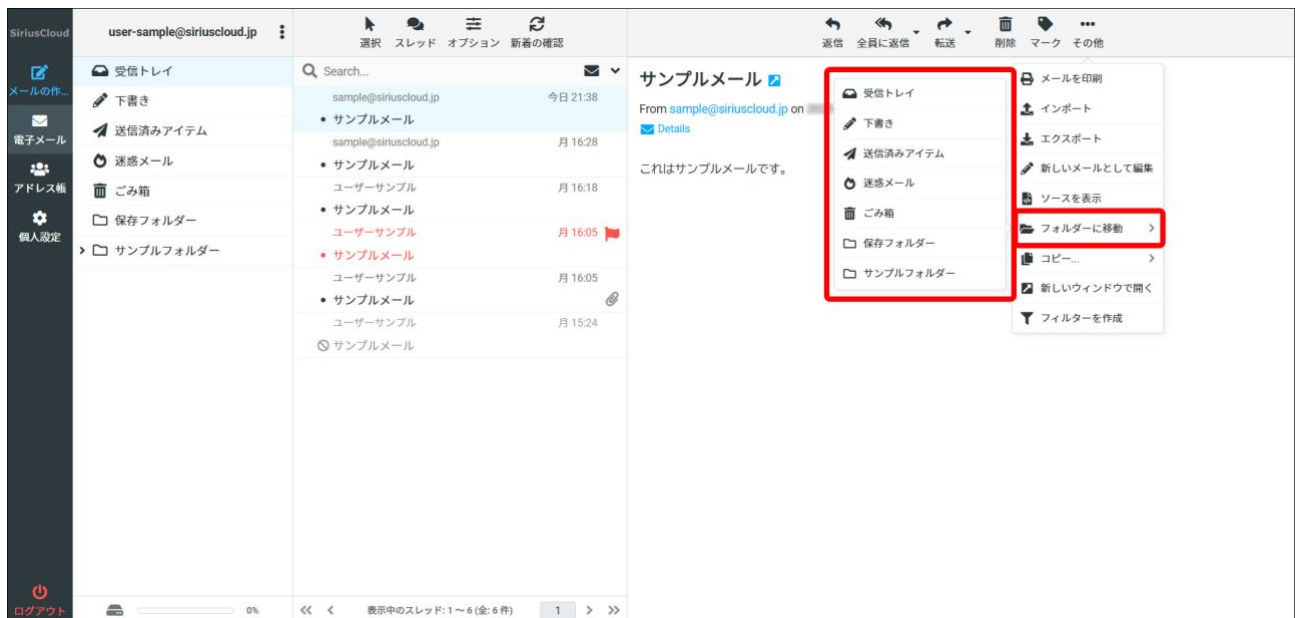 SiriusCloud
メールの作...
電子メール
アドレス帳
個人設定
ログアウト
user-sample@siriuscloud.jp
受信トレイ
下書き
送信済みアイテム
迷惑メール
ごみ箱
保存フォルダー
サンプルフォルダー
0%
選択 スレッド オプション 新着の確認
Search...
sample@siriuscloud.jp 今日 21:38
• サンプルメール
sample@siriuscloud.jp 月 16:28
• サンプルメール
ユーザーサンプル 月 16:18
• サンプルメール
ユーザーサンプル 月 16:05
• サンプルメール
ユーザーサンプル 月 16:05
• サンプルメール
ユーザーサンプル 月 15:24
サンプルメール
表示中のスレッド: 1 ~ 6 (全: 6 件) 1
返信 全員に返信 転送 削除 マーク その他
サンプルメール
From sample@siriuscloud.jp on
Details
これはサンプルメールです。
受信トレイ
下書き
送信済みアイテム
迷惑メール
ごみ箱
保存フォルダー
サンプルフォルダー
メールを印刷
インポート
エクスポート
新しいメールとして編集
ソースを表示
フォルダーに移動
コピー...
新しいウィンドウで開く
フィルターを作成